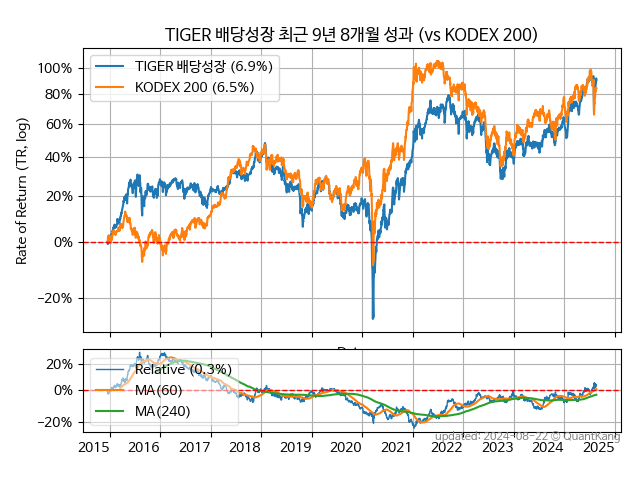 TIGER 배당성장 최근 9년 8개월 성과 (vs KODEX 200)
Rate of Return (TR, log)
100%
80%
60%
40%
20%
0%
−20%
TIGER 배당성장 (6.9%)
KODEX 200 (6.5%)
20%
0%
−20%
Relative (0.3%)
MA(60)
MA(240)
2015 2016 2017 2018 2019 2020 2021 2022 2023 2024 2025
updated: 2024-08-22 © QuantKang